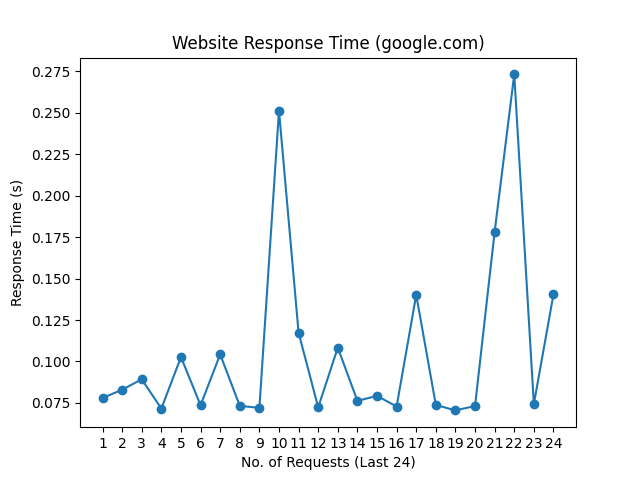 Website Response Time (google.com)
0.275
0.250
0.225
0.200
0.175
0.150
0.125
0.100
0.075
Response Time (s)
1 2 3 4 5 6 7 8 9 10 11 12 13 14 15 16 17 18 19 20 21 22 23 24
No. of Requests (Last 24)